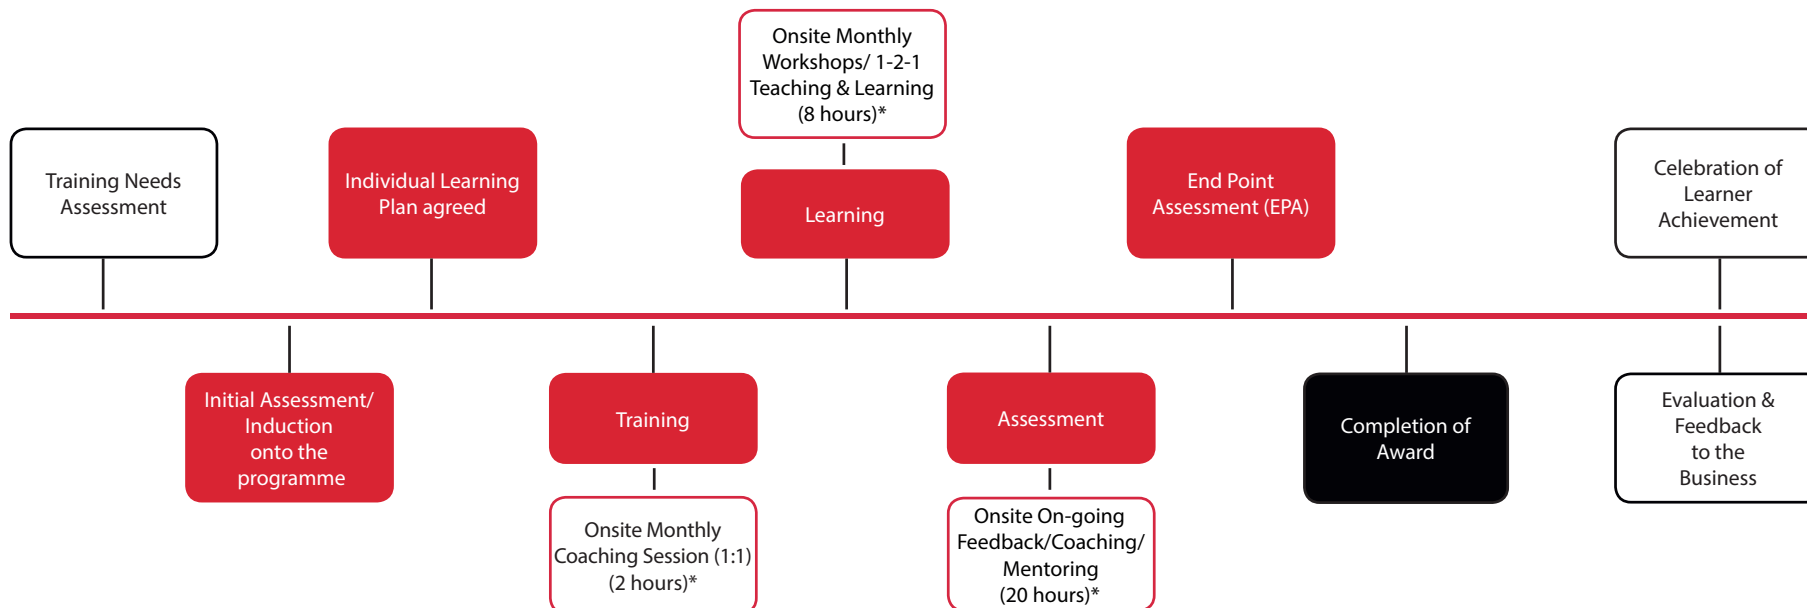 Training Needs
Assessment
Initial Assessment/
Induction
onto the
programme
Individual Learning
Plan agreed
Training
Onsite Monthly
Coaching Session (1:1)
(2 hours)*
Onsite Monthly
Workshops/ 1-2-1
Teaching & Learning
(8 hours)*
Learning
Assessment
Onsite On-going
Feedback/Coaching/
Mentoring
(20 hours)*
End Point
Assessment (EPA)
Completion of
Award
Celebration of
Learner
Achievement
Evaluation &
Feedback
to the
Business